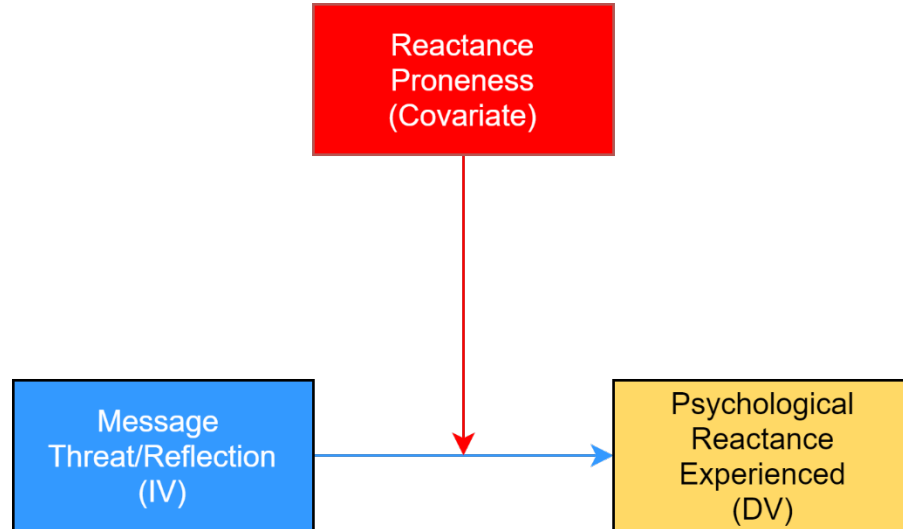 Reactance
Proneness
(Covariate)
Message
Threat/Reflection
(IV)
Psychological
Reactance
Experienced
(DV)